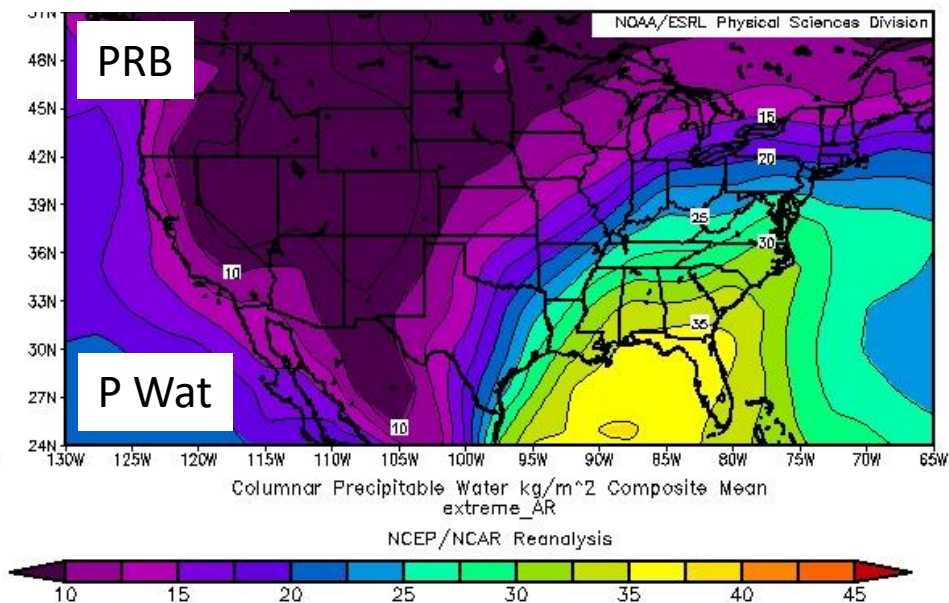 51N
NOAA/ESRL Physical Sciences Division
PRB
48N
45N
15
42N
20
39N
25
36N
30
10
33N
35
30N
P Wat
27N
10
24N
130W 125W 120W 115W 110W 105W 100W 95W 90W 85W 80W 75W 70W 65W
Columnar Precipitable Water kg/m^2 Composite Mean
extreme_AR
NCEP/NCAR Reanalysis
10 15 20 25 30 35 40 45